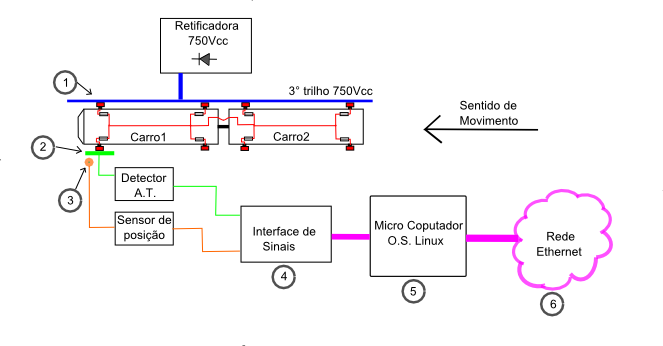 Retificadora
750Vcc
1
3° trilho 750Vcc
Sentido de
Movimento
Carro1
Carro2
2
3
Detector
A.T.
Sensor de
posição
Interface de
Sinais
4
Micro Coputador
O.S. Linux
5
Rede
Ethernet
6